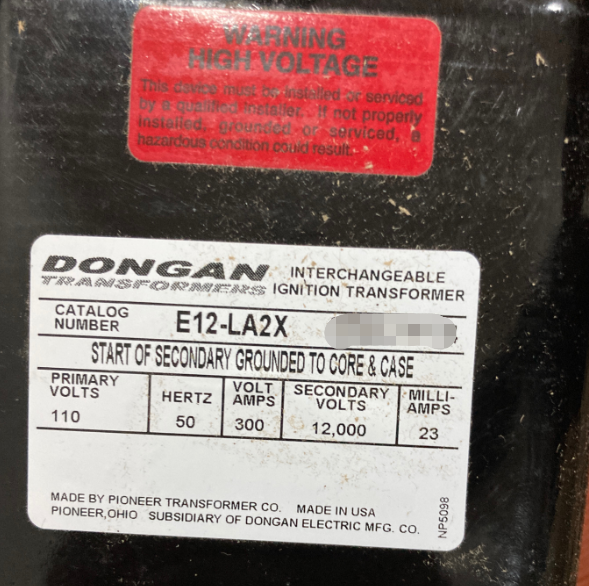 WARNING
HIGH VOLTAGE
This device must be installed or serviced
by a qualified installer. If not properly
installed, grounded or serviced, a
hazardous condition could result.
DONGAN
TRANSFORMERS
INTERCHANGEABLE
IGNITION TRANSFORMER
CATALOG
NUMBER
E12-LA2X
START OF SECONDARY GROUNDED TO CORE & CASE
PRIMARY
VOLTS
110
HERTZ
50
VOLT
AMPS
300
SECONDARY
VOLTS
12,000
MILLI-
AMPS
23
MADE BY PIONEER TRANSFORMER CO. MADE IN USA
PIONEER,OHIO SUBSIDIARY OF DONGAN ELECTRIC MFG. CO.
NP5098